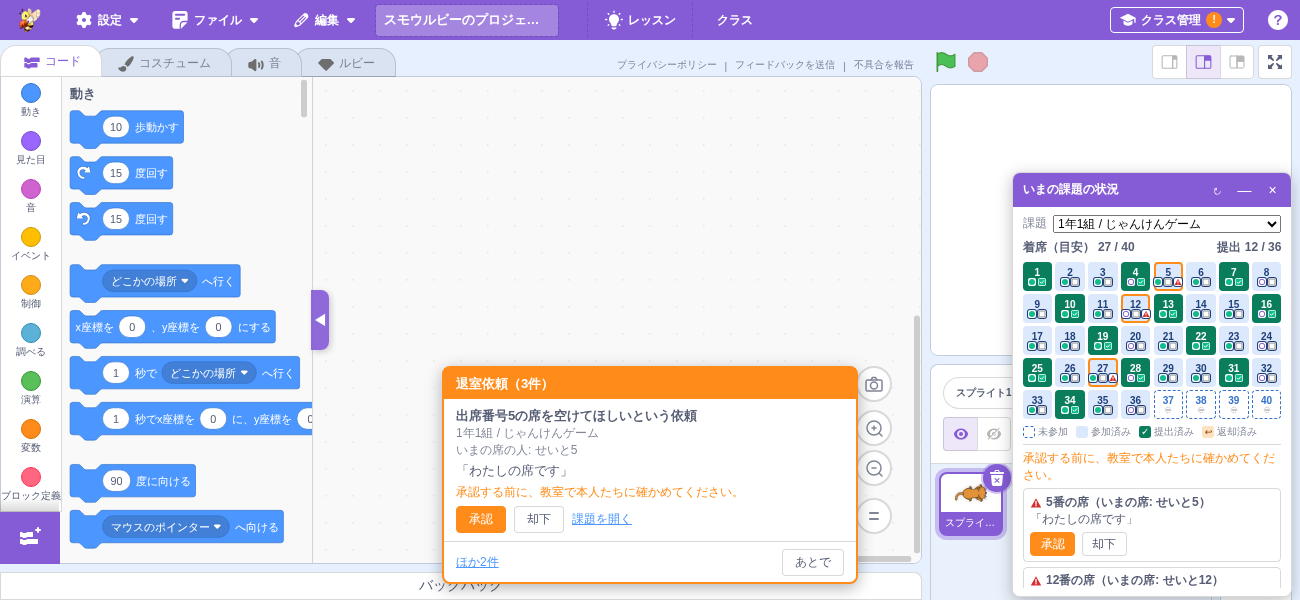 設定
ファイル
編集
スモウルビーのプロジェ…
レッスン
クラス
クラス管理 !
?
コード
コスチューム
音
ルビー
プライバシーポリシー | フィードバックを送信 | 不具合を報告
動き
見た目
音
イベント
制御
調べる
演算
変数
ブロック定義
動き
10 歩動かす
15 度回す
15 度回す
どこかの場所 へ行く
x座標を 0 、y座標を 0 にする
1 秒で どこかの場所 へ行く
1 秒でx座標を 0 に、y座標を 0
90 度に向ける
マウスのポインター へ向ける
バックパック
退室依頼（3件）
出席番号5の席を空けてほしいという依頼
1年1組 / じゃんけんゲーム
いまの席の人: せいと5
「わたしの席です」
承認する前に、教室で本人たちに確かめてください。
承認 却下 課題を開く
ほか2件 あとで
スプライト1
スプライ…
いまの課題の状況
課題 1年1組 / じゃんけんゲーム
着席（目安） 27 / 40 提出 12 / 36
1 2 3 4 5 6 7 8
9 10 11 12 13 14 15 16
17 18 19 20 21 22 23 24
25 26 27 28 29 30 31 32
33 34 35 36 37 38 39 40
未参加 参加済み 提出済み 返却済み
承認する前に、教室で本人たちに確かめてくだ
さい。
5番の席（いまの席: せいと5）
「わたしの席です」
承認 却下
12番の席（いまの席: せいと12）